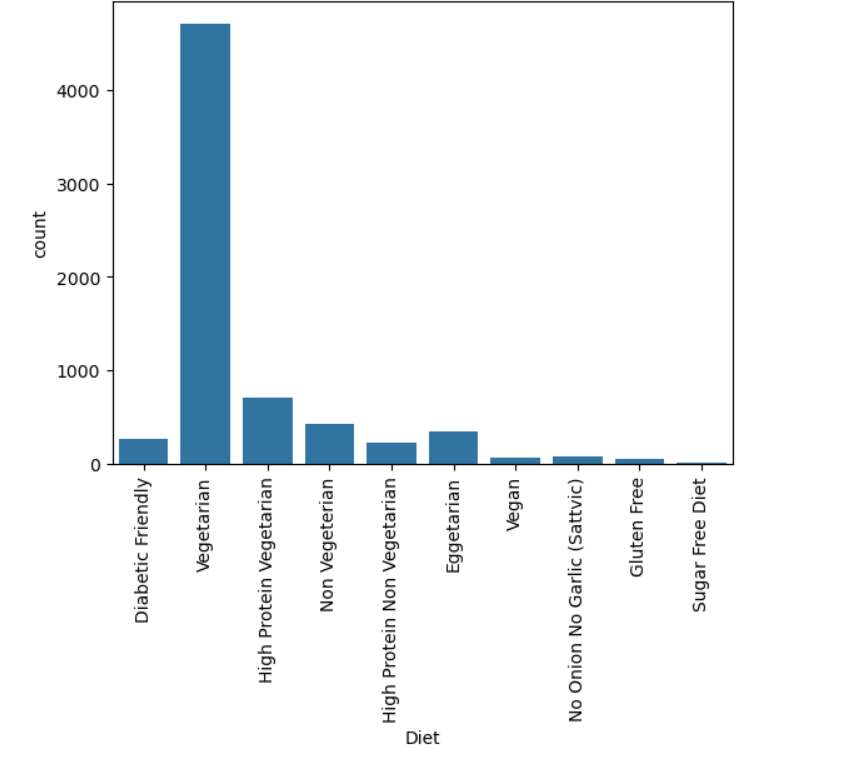 4000
3000
2000
1000
0
count
Diabetic Friendly
Vegetarian
High Protein Vegetarian
Non Vegeterian
High Protein Non Vegetarian
Eggetarian
Vegan
No Onion No Garlic (Sattvic)
Gluten Free
Sugar Free Diet
Diet